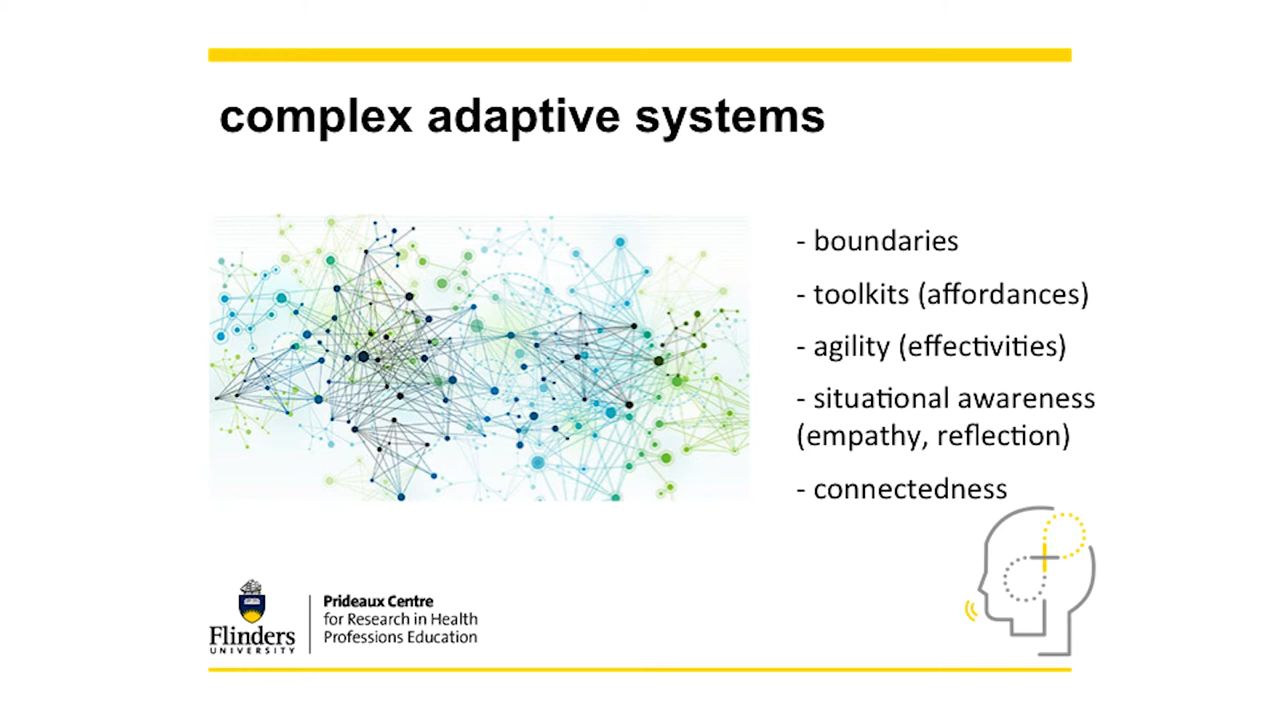 complex adaptive systems
- boundaries
- toolkits (affordances)
- agility (effectivities)
- situational awareness
(empathy, reflection)
- connectedness
Flinders
UNIVERSITY
Prideaux Centre
for Research in Health
Professions Education